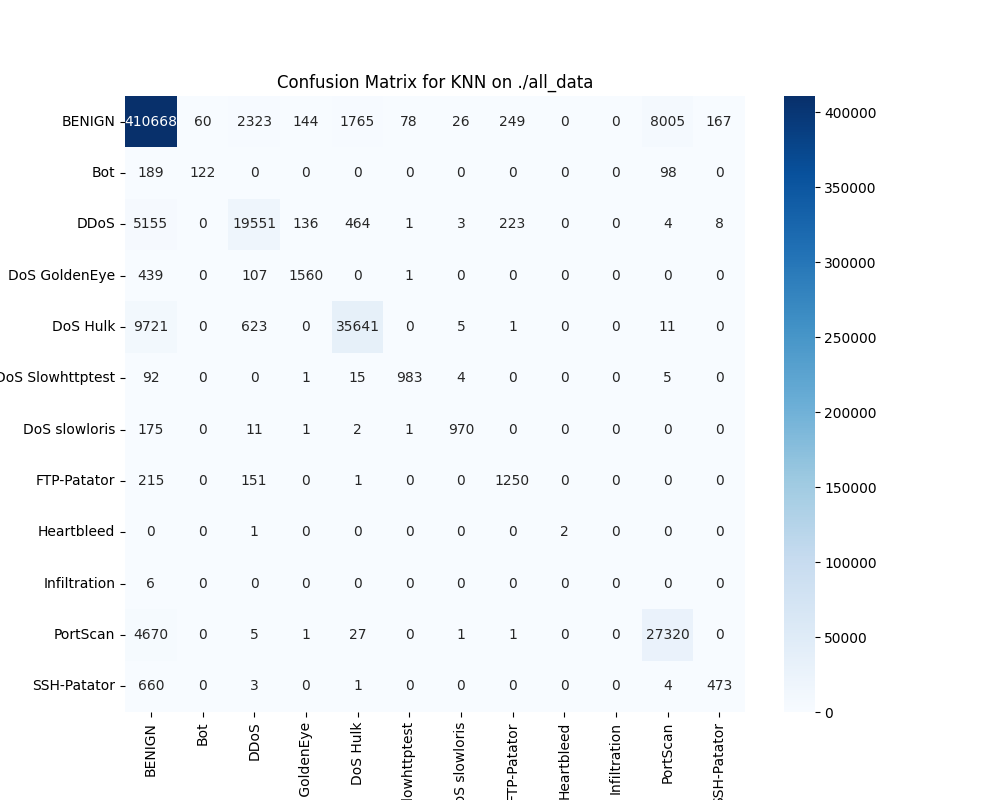 Confusion Matrix for KNN on ./all_data
BENIGN 410668 60 2323 144 1765 78 26 249 0 0 8005 167
Bot 189 122 0 0 0 0 0 0 0 0 98 0
DDoS 5155 0 19551 136 464 1 3 223 0 0 4 8
DoS GoldenEye 439 0 107 1560 0 1 0 0 0 0 0 0
DoS Hulk 9721 0 623 0 35641 0 5 1 0 0 11 0
DoS Slowhttptest 92 0 0 1 15 983 4 0 0 0 5 0
DoS slowloris 175 0 11 1 2 1 970 0 0 0 0 0
FTP-Patator 215 0 151 0 1 0 0 1250 0 0 0 0
Heartbleed 0 0 1 0 0 0 0 0 2 0 0 0
Infiltration 6 0 0 0 0 0 0 0 0 0 0 0
PortScan 4670 0 5 1 27 0 1 1 0 0 27320 0
SSH-Patator 660 0 3 0 1 0 0 0 0 0 4 473
BENIGN
Bot
DDoS
GoldenEye
DoS Hulk
lowhttptest
oS slowloris
FTP-Patator
Heartbleed
Infiltration
PortScan
SSH-Patator
400000
350000
300000
250000
200000
150000
100000
50000
0